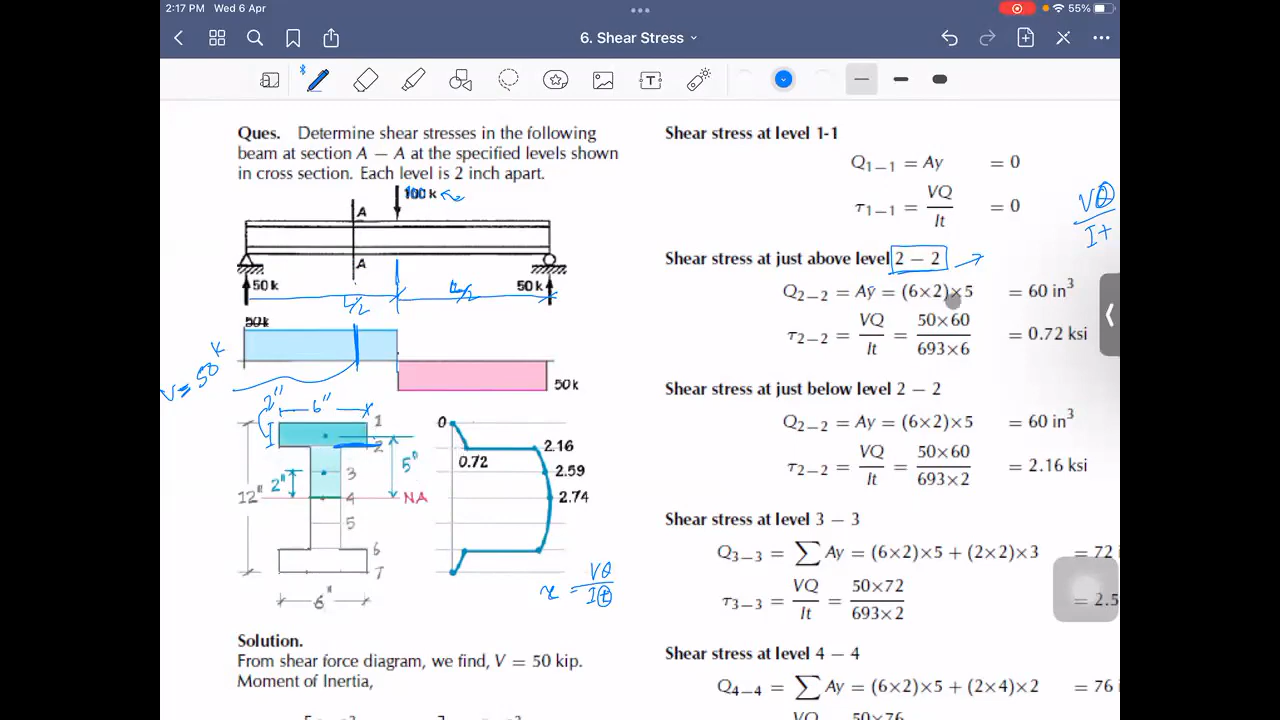 2:17 PM Wed 6 Apr
55%
6. Shear Stress
Ques. Determine shear stresses in the following
beam at section A − A at the specified levels shown
in cross section. Each level is 2 inch apart.
100 k
A
A
50 k
50 k
L/2
L/2
50k
V = 50 k
50 k
2"
6"
1
2
3
4
5
6
7
5"
2"
12"
NA
6"
0
0.72
2.16
2.59
2.74
Solution.
From shear force diagram, we find, V = 50 kip.
Moment of Inertia,
Shear stress at level 1-1
Q1−1 = Ay = 0
τ1−1 = VQ/It = 0
VQ/It
Shear stress at just above level 2 − 2
Q2−2 = Ay = (6×2)×5 = 60 in³
τ2−2 = VQ/It = 50×60/693×6 = 0.72 ksi
Shear stress at just below level 2 − 2
Q2−2 = Ay = (6×2)×5 = 60 in³
τ2−2 = VQ/It = 50×60/693×2 = 2.16 ksi
Shear stress at level 3 − 3
Q3−3 = ∑ Ay = (6×2)×5 + (2×2)×3 = 72 i
τ3−3 = VQ/It = 50×72/693×2 = 2.5
Shear stress at level 4 − 4
Q4−4 = ∑ Ay = (6×2)×5 + (2×4)×2 = 76 i
VQ 50×76